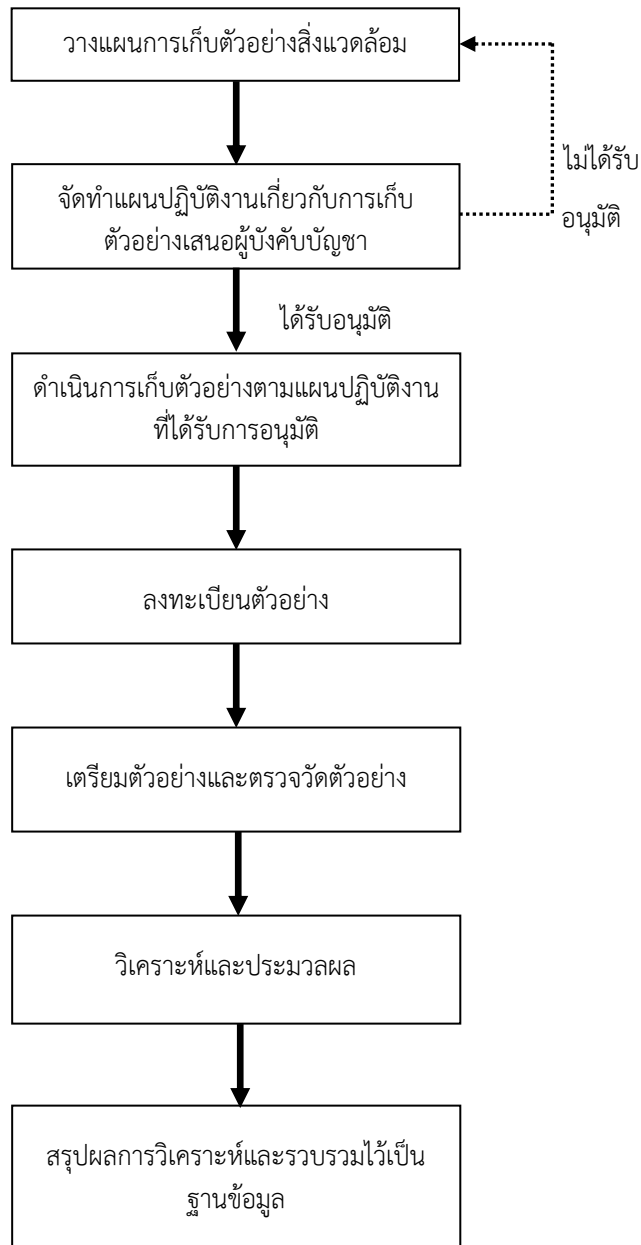 วางแผนการเก็บตัวอย่างสิ่งแวดล้อม
จัดทำแผนปฏิบัติงานเกี่ยวกับการเก็บ
ตัวอย่างเสนอผู้บังคับบัญชา
ไม่ได้รับ
อนุมัติ
ได้รับอนุมัติ
ดำเนินการเก็บตัวอย่างตามแผนปฏิบัติงาน
ที่ได้รับการอนุมัติ
ลงทะเบียนตัวอย่าง
เตรียมตัวอย่างและตรวจวัดตัวอย่าง
วิเคราะห์และประมวลผล
สรุปผลการวิเคราะห์และรวบรวมไว้เป็น
ฐานข้อมูล